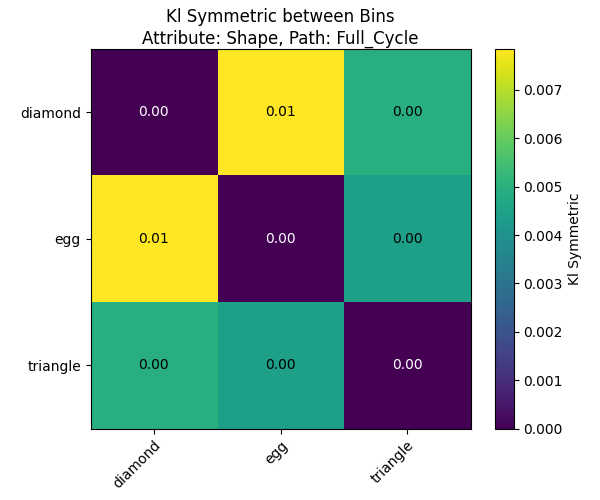 Kl Symmetric between Bins
Attribute: Shape, Path: Full_Cycle
diamond
egg
triangle
0.00 0.01 0.00
0.01 0.00 0.00
0.00 0.00 0.00
diamond
egg
triangle
0.007
0.006
0.005
0.004
0.003
0.002
0.001
0.000
Kl Symmetric